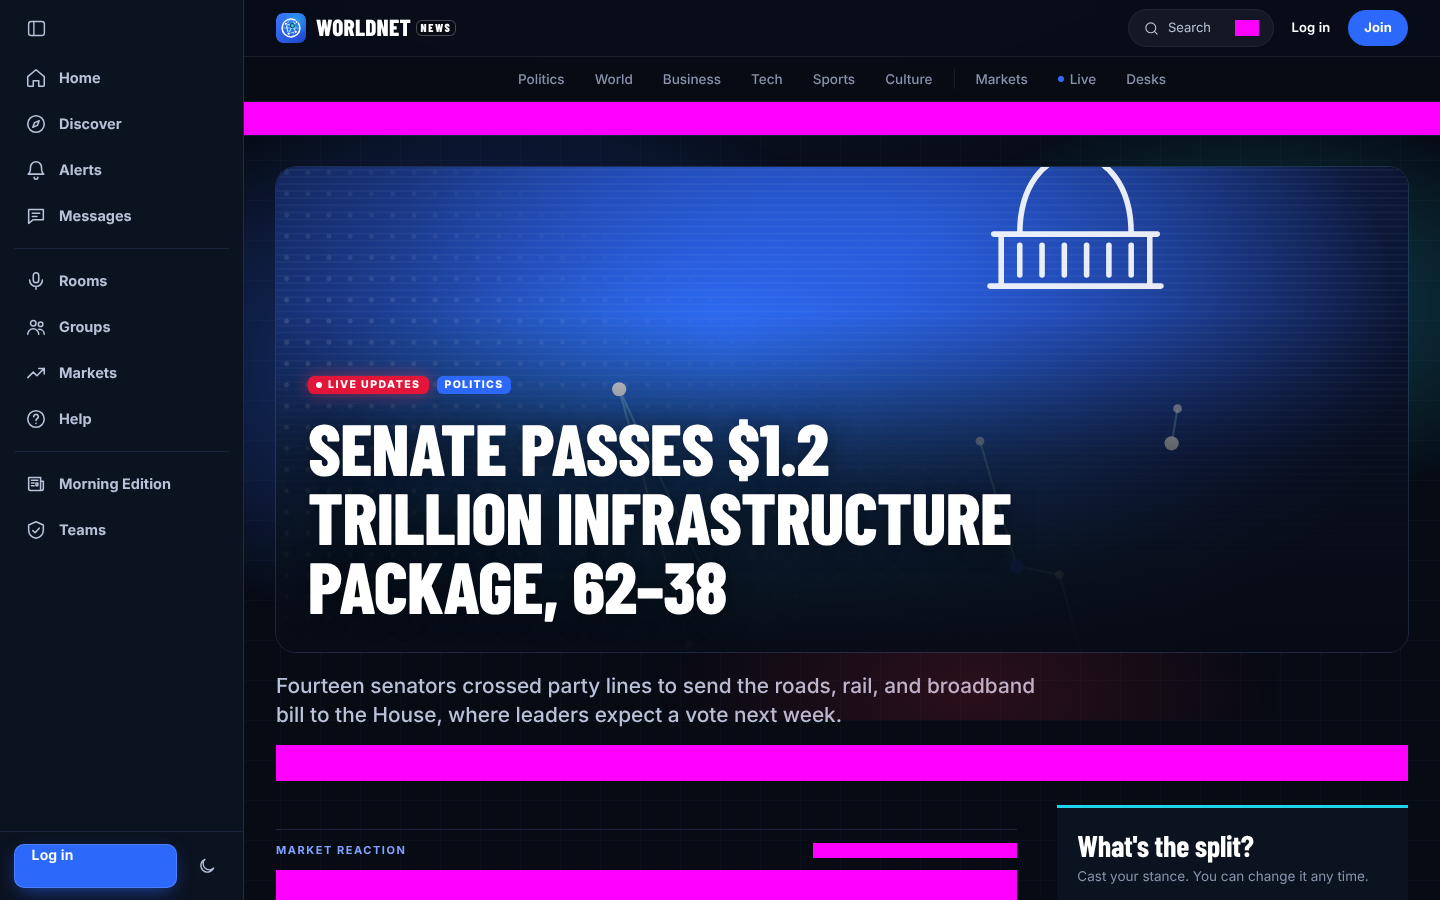 Home
Discover
Alerts
Messages
Rooms
Groups
Markets
Help
Morning Edition
Teams
Log in
WORLDNET NEWS
Search
Log in
Join
Politics
World
Business
Tech
Sports
Culture
Markets
Live
Desks
LIVE UPDATES
POLITICS
SENATE PASSES $1.2
TRILLION INFRASTRUCTURE
PACKAGE, 62–38
Fourteen senators crossed party lines to send the roads, rail, and broadband
bill to the House, where leaders expect a vote next week.
MARKET REACTION
What's the split?
Cast your stance. You can change it any time.